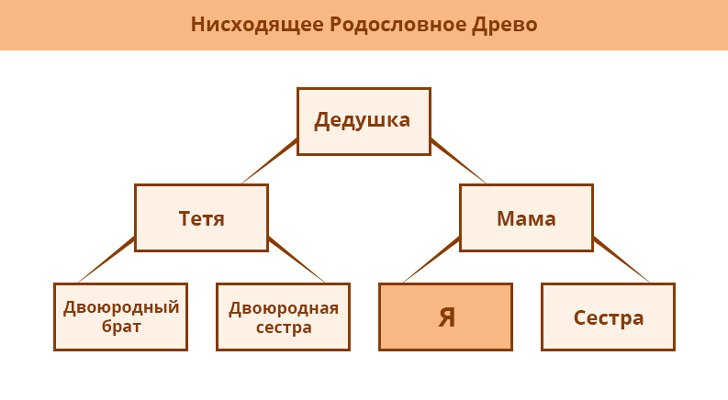 Нисходящее Родословное Древо
Дедушка
Тетя
Мама
Двоюродный
брат
Двоюродная
сестра
Я
Сестра